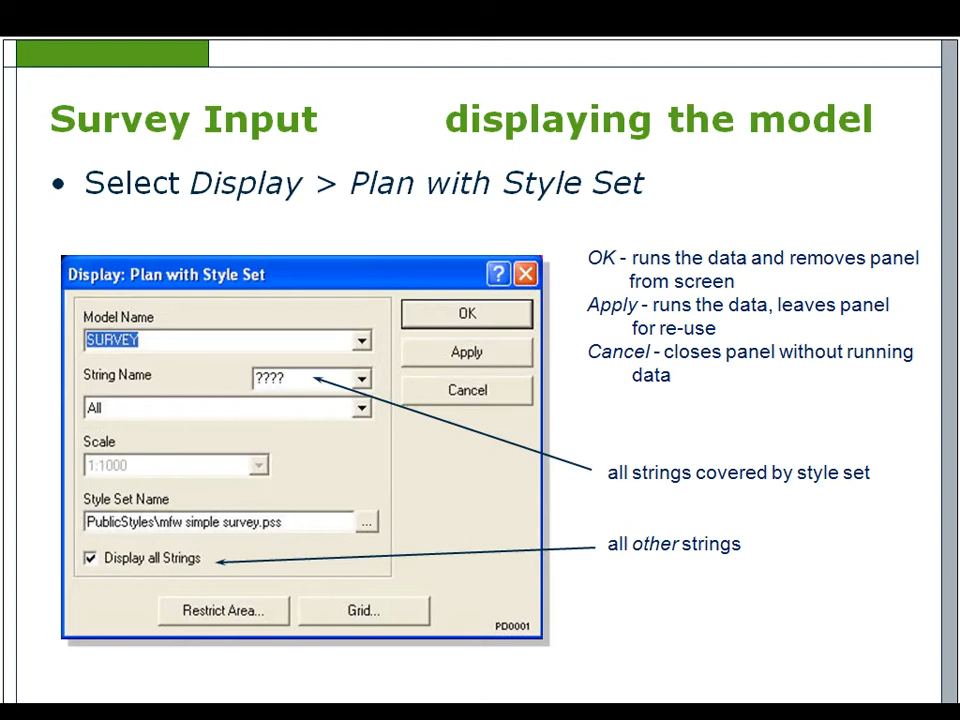 Survey Input displaying the model
• Select Display > Plan with Style Set
Display: Plan with Style Set
Model Name
SURVEY
String Name
????
All
Scale
1:1000
Style Set Name
PublicStyles\mfw simple survey.pss
...
Display all Strings
Restrict Area...
Grid...
PD0001
OK
Apply
Cancel
OK - runs the data and removes panel
from screen
Apply - runs the data, leaves panel
for re-use
Cancel - closes panel without running
data
all strings covered by style set
all other strings